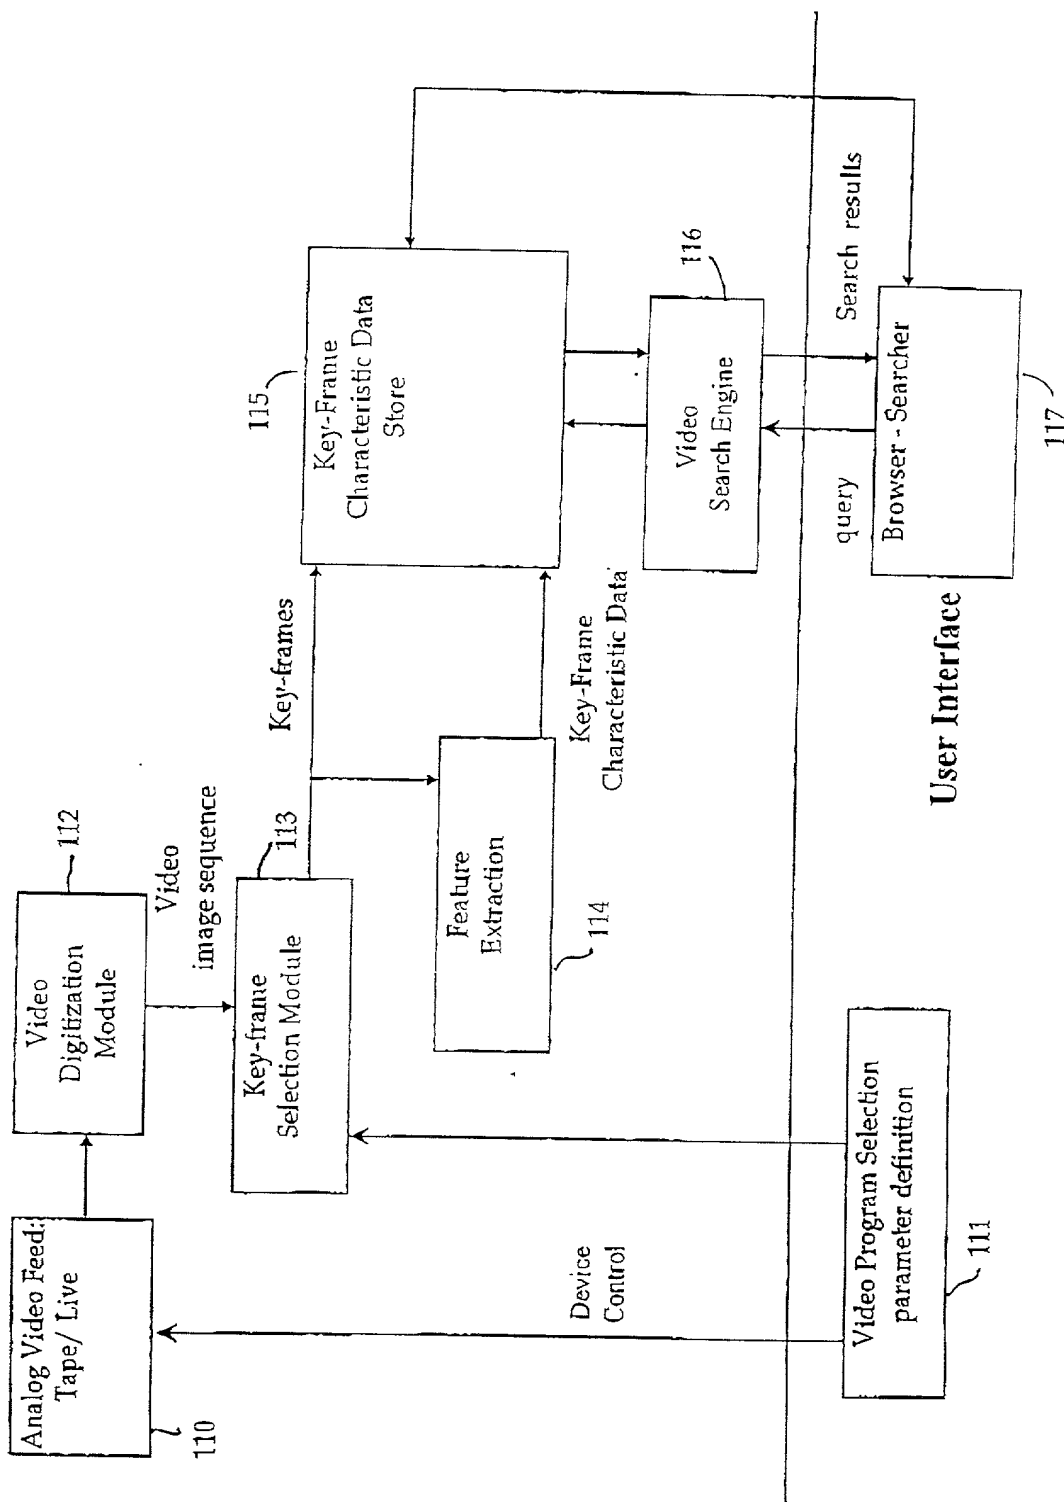 Analog Video Feed:
Tape/ Live
110
Video
Digitization
Module
112
Video
image sequence
Key-frame
Selection Module
113
Key-frames
Feature
Extraction
114
Key-Frame
Characteristic Data
115
Key-Frame
Characteristic Data
Store
Video
Search Engine
116
Device
Control
Video Program Selection
parameter definition
111
User Interface
query
Search results
Browser - Searcher
117